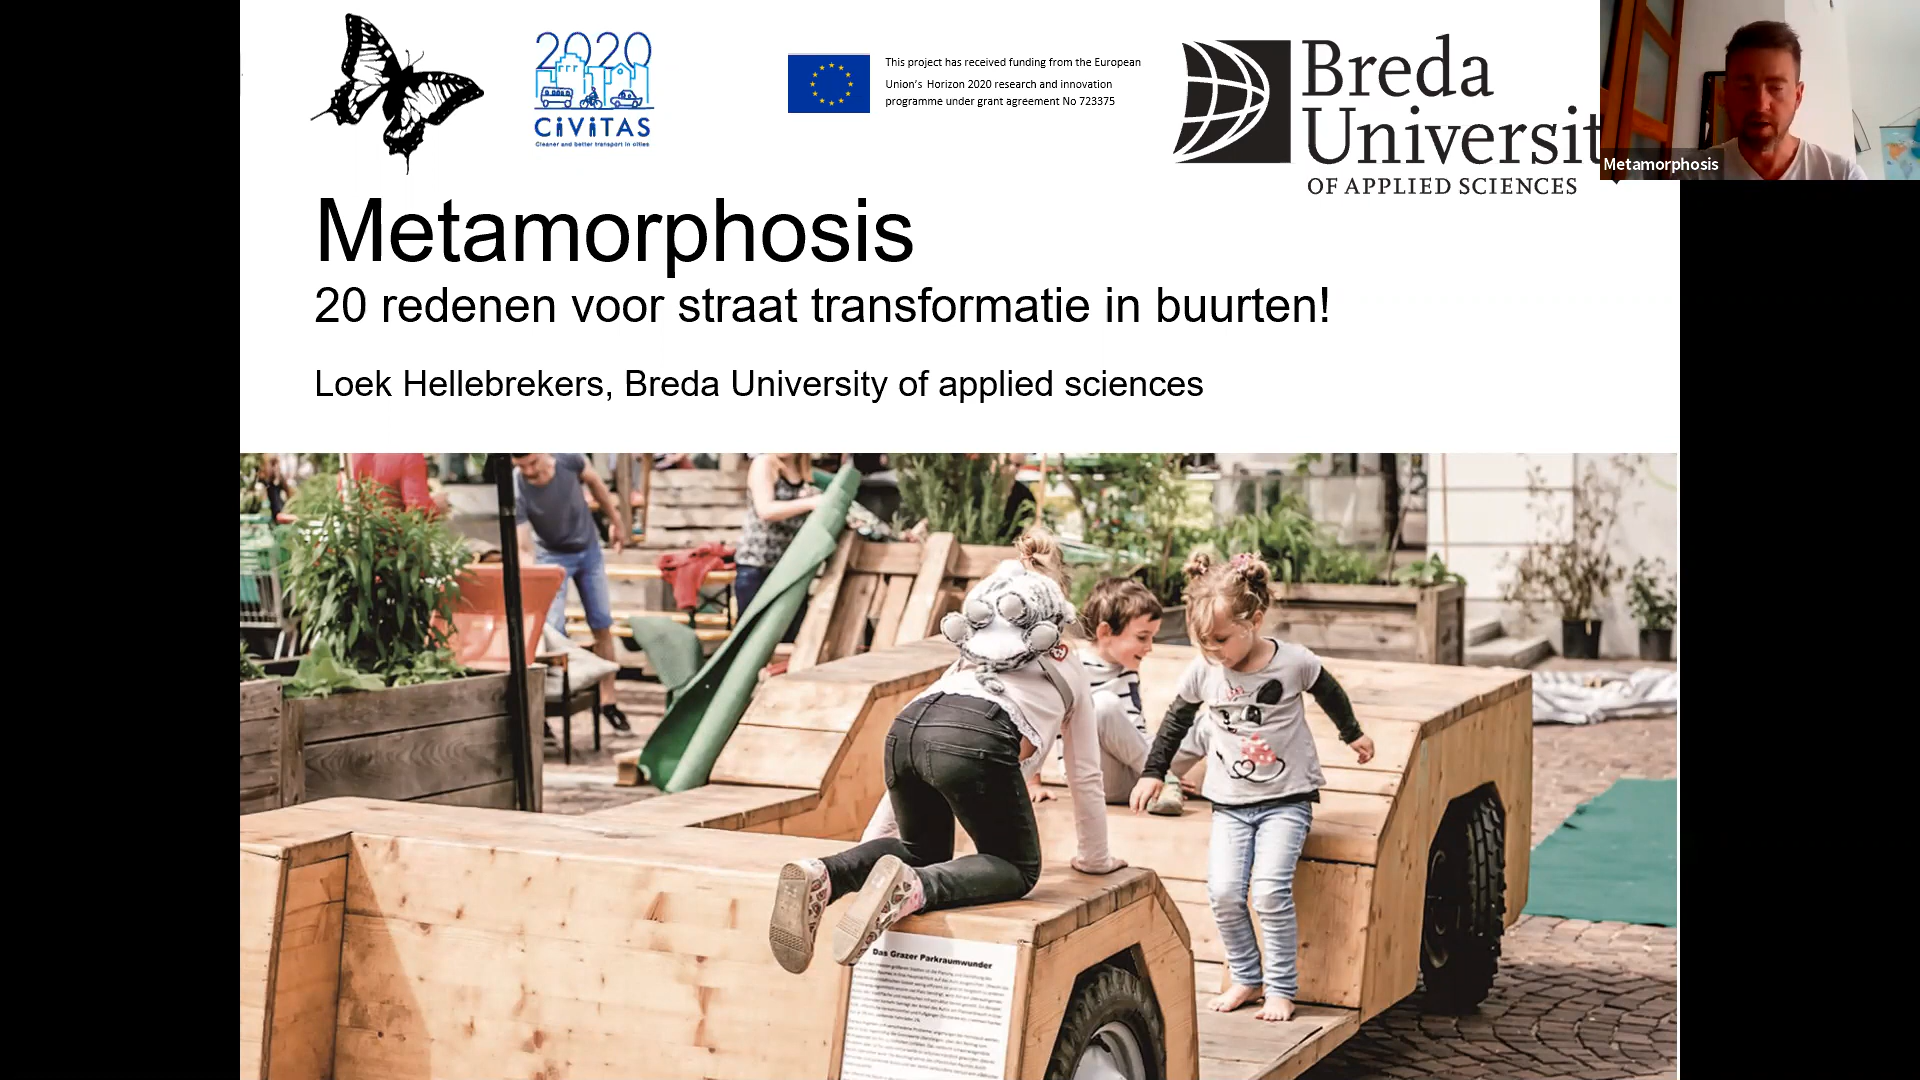 2020
CiViTAS
Cleaner and better transport in cities
This project has received funding from the European
Union's Horizon 2020 research and innovation
programme under grant agreement No 723375
Breda
Universit
OF APPLIED SCIENCES
Metamorphosis
Metamorphosis
20 redenen voor straat transformatie in buurten!
Loek Hellebrekers, Breda University of applied sciences
Das Grazer Parkraumwunder